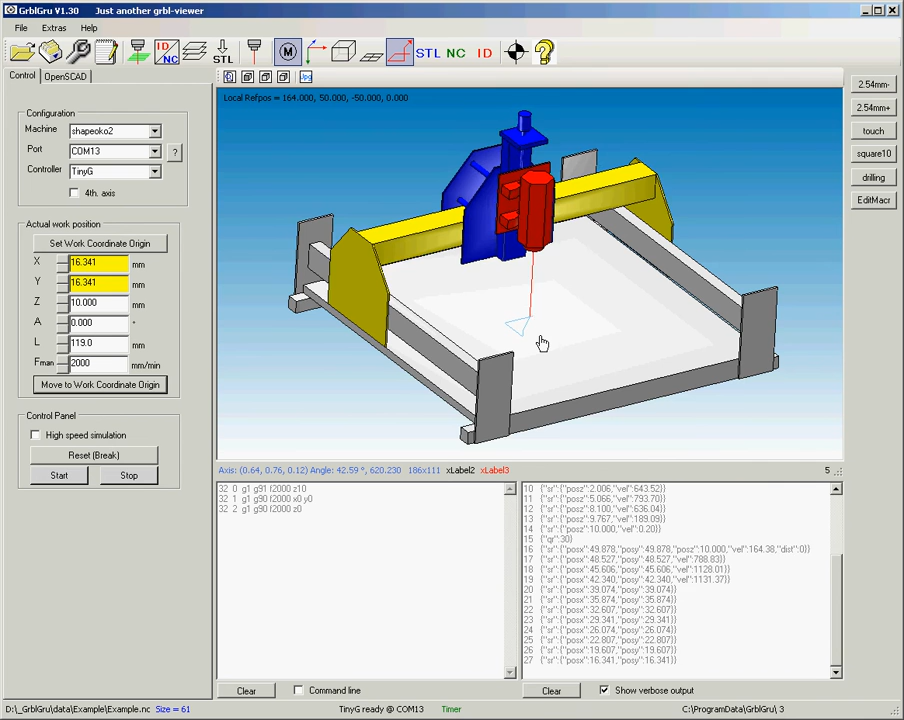 GrblGru V1.30    Just another grbl-viewer
File Extras Help
M ID/NC STL STL NC ID ?
Control OpenSCAD Jpg
Local Refpos = 164.000, 50.000, -50.000, 0.000
2.54mm-
2.54mm+
touch
square10
drilling
EditMacr
Configuration
Machine shapeoko2
Port COM13 ?
Controller TinyG
4th. axis
Actual work position
Set Work Coordinate Origin
X 16.341 mm
Y 16.341 mm
Z 10.000 mm
A 0.000 °
L 119.0 mm
Fman 2000 mm/min
Move to Work Coordinate Origin
Control Panel
High speed simulation
Reset (Break)
Start Stop
Axis: (0.64, 0.76, 0.12) Angle: 42.59 °, 620.230 186x111 xLabel2 xLabel3 5
32 0 g1 g91 f2000 z10
32 1 g1 g90 f2000 x0 y0
32 2 g1 g90 f2000 z0
10 {"sr":{"posz":2.006,"vel":643.52}}
11 {"sr":{"posz":5.066,"vel":793.70}}
12 {"sr":{"posz":8.100,"vel":636.04}}
13 {"sr":{"posz":9.767,"vel":189.09}}
14 {"sr":{"posz":10.000,"vel":0.20}}
15 {"qr":30}
16 {"sr":{"posx":49.878,"posy":49.878,"posz":10.000,"vel":164.38,"dist":0}}
17 {"sr":{"posx":48.527,"posy":48.527,"vel":788.83}}
18 {"sr":{"posx":45.606,"posy":45.606,"vel":1128.01}}
19 {"sr":{"posx":42.340,"posy":42.340,"vel":1131.37}}
20 {"sr":{"posx":39.074,"posy":39.074}}
21 {"sr":{"posx":35.874,"posy":35.874}}
22 {"sr":{"posx":32.607,"posy":32.607}}
23 {"sr":{"posx":29.341,"posy":29.341}}
24 {"sr":{"posx":26.074,"posy":26.074}}
25 {"sr":{"posx":22.807,"posy":22.807}}
26 {"sr":{"posx":19.607,"posy":19.607}}
27 {"sr":{"posx":16.341,"posy":16.341}}
Clear Command line Clear Show verbose output
D:\_GrblGru\data\Example\Example.nc Size = 61 TinyG ready @ COM13 Timer C:\ProgramData\GrblGru\ 3